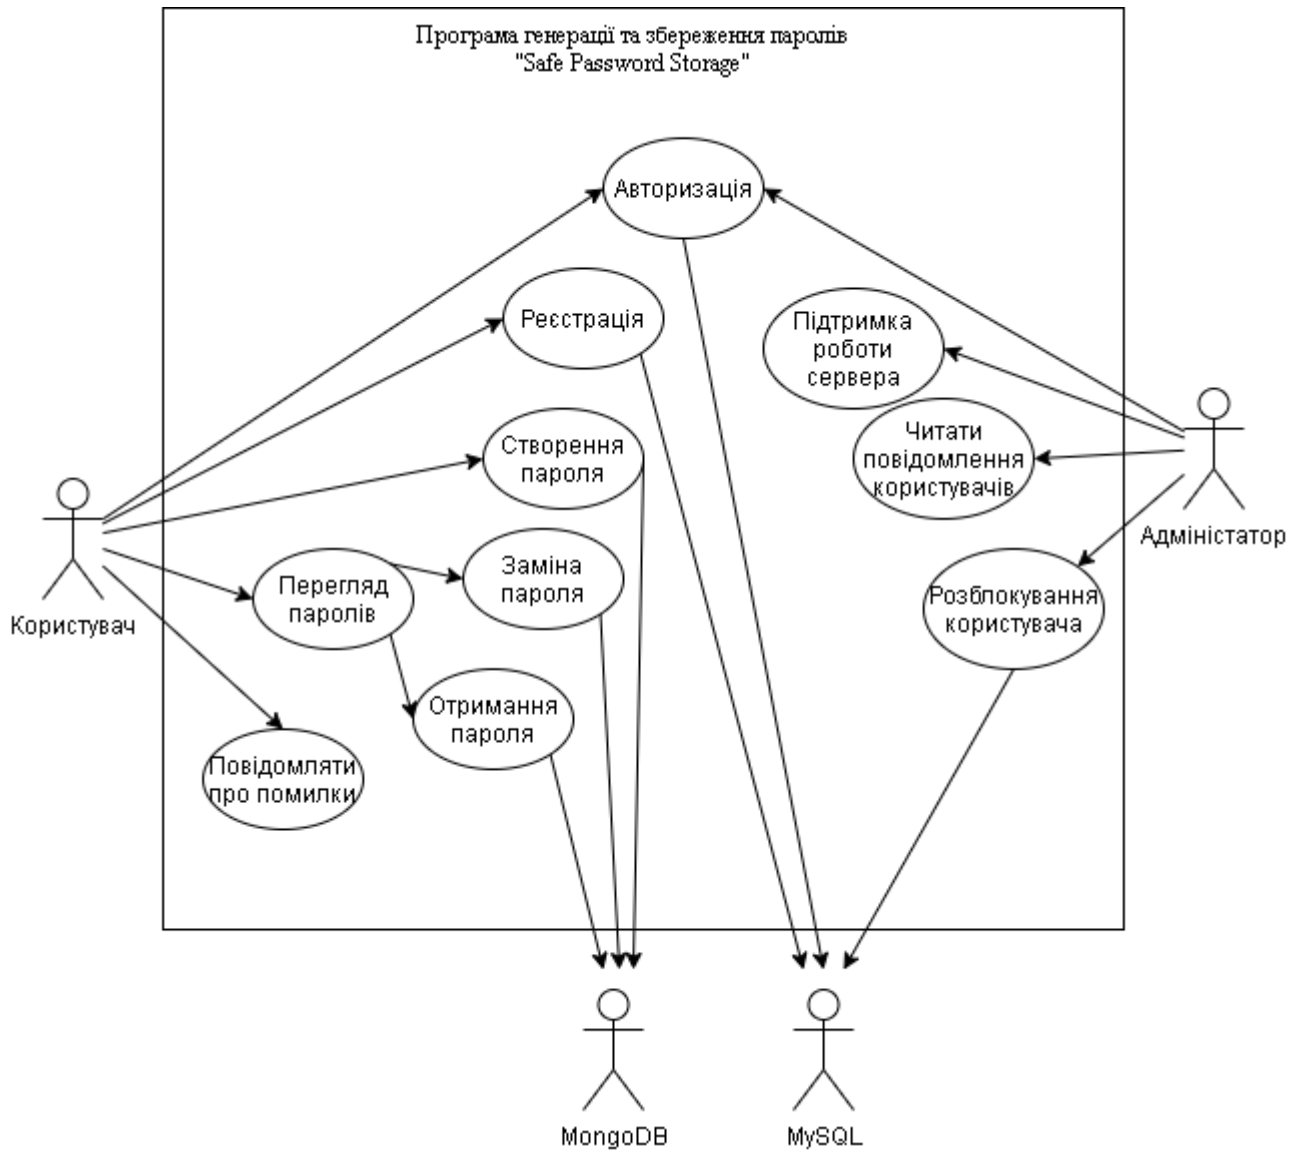 Програма генерації та збереження паролів
"Safe Password Storage"
Авторизація
Реєстрація
Підтримка
роботи
сервера
Створення
пароля
Читати
повідомлення
користувачів
Адміністатор
Перегляд
паролів
Заміна
пароля
Розблокування
користувача
Користувач
Отримання
пароля
Повідомляти
про помилки
MongoDB
MySQL